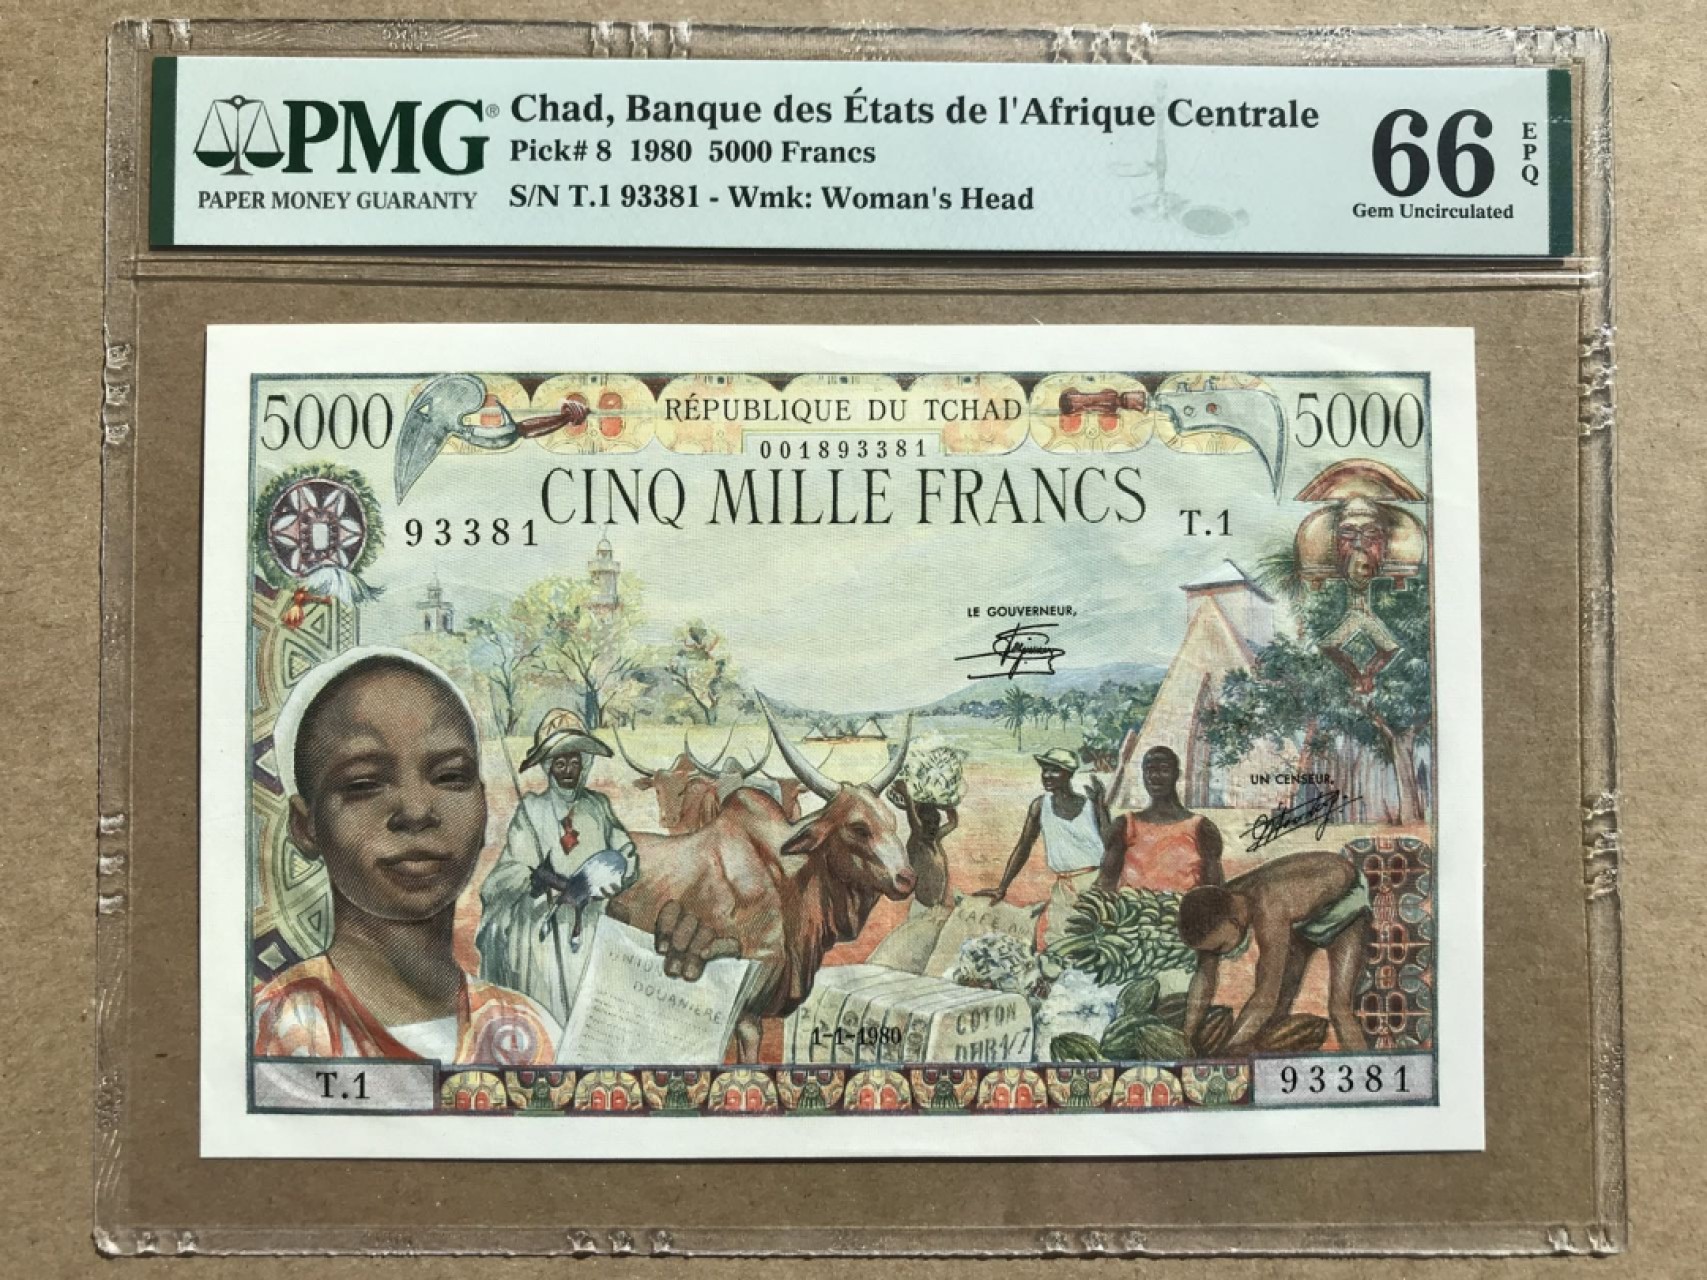 PMG®
PAPER MONEY GUARANTY
Chad, Banque des États de l'Afrique Centrale
Pick# 8 1980 5000 Francs
S/N T.1 93381 - Wmk: Woman's Head
66
EPQ
Gem Uncirculated
5000
RÉPUBLIQUE DU TCHAD
5000
001893381
CINQ MILLE FRANCS
93381
T.1
LE GOUVERNEUR,
UN CENSEUR,
CAFE
DOUANIERE
COTON
1-1-1980
T.1
93381